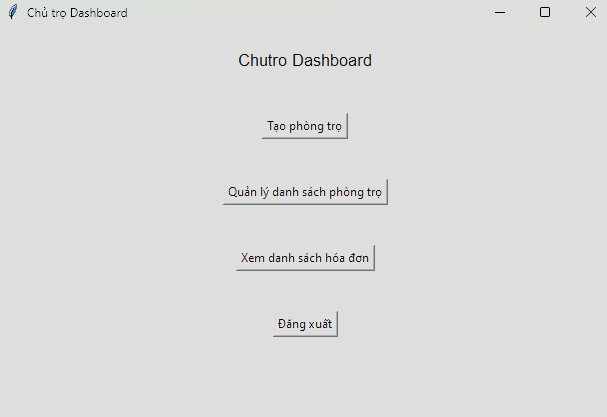 Chủ trọ Dashboard
Chutro Dashboard
Tạo phòng trọ
Quản lý danh sách phòng trọ
Xem danh sách hóa đơn
Đăng xuất